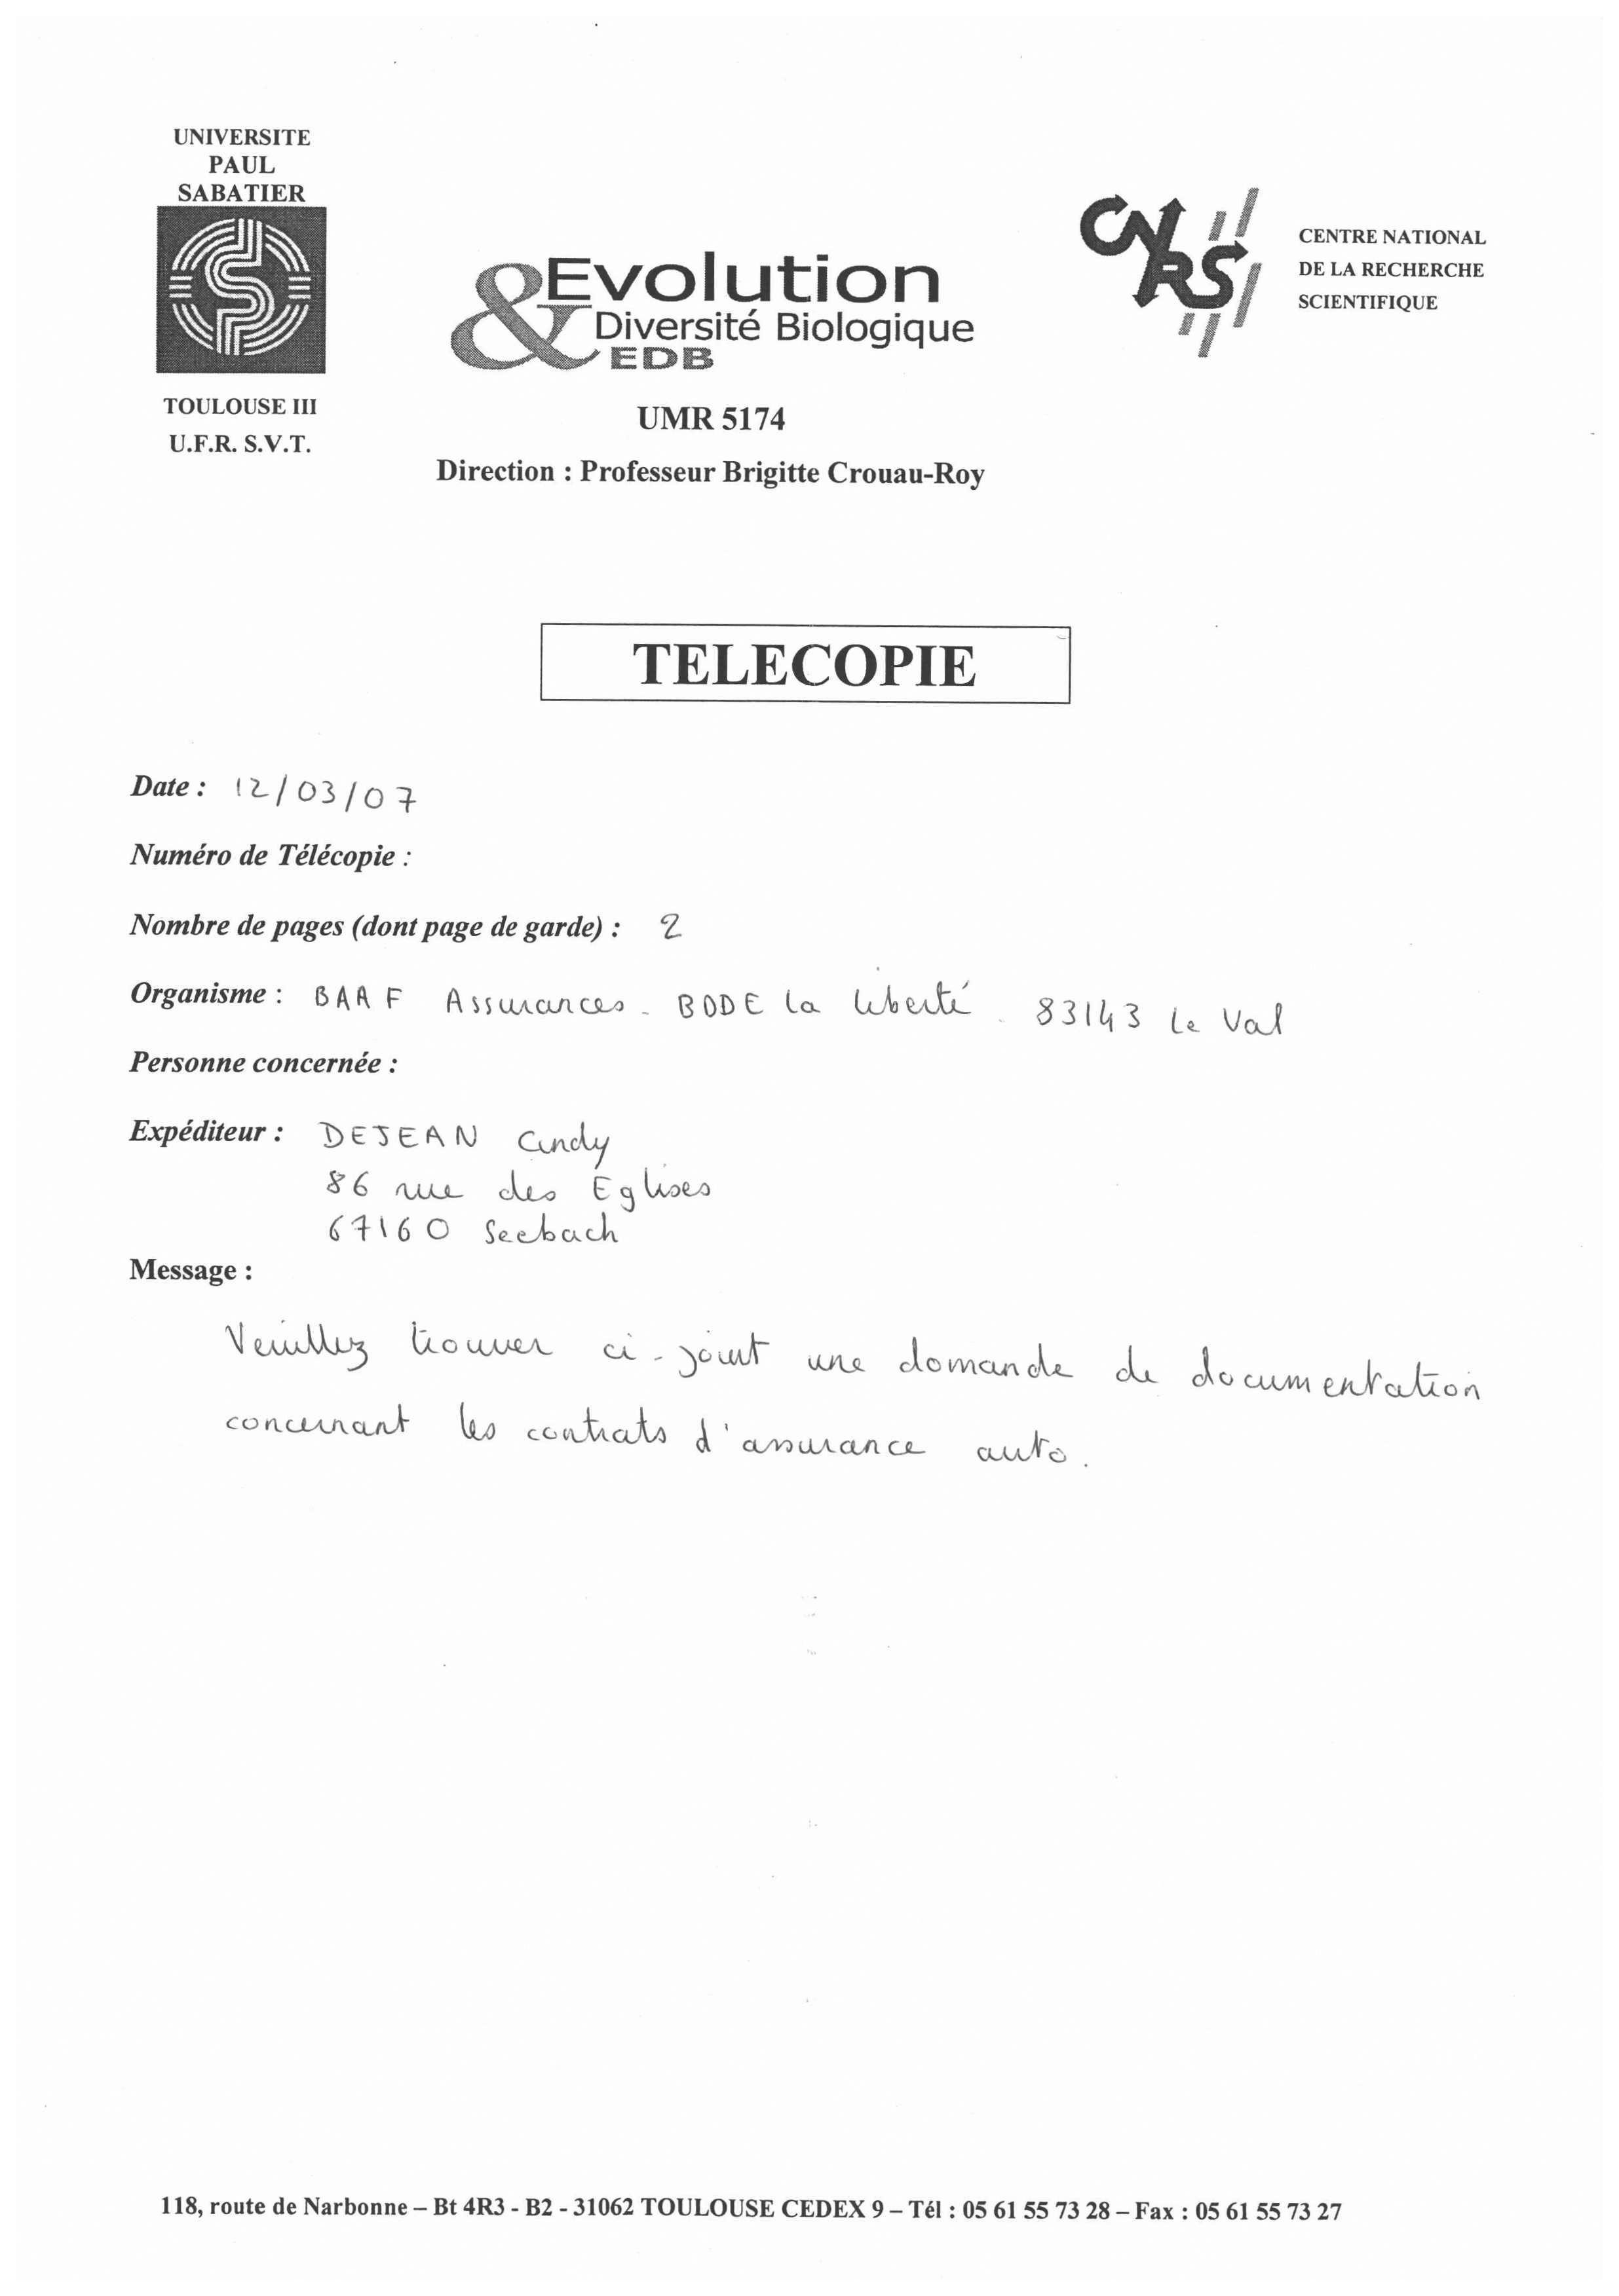 UNIVERSITE
PAUL
SABATIER
TOULOUSE III
U.F.R. S.V.T.
&Evolution
Diversité Biologique
EDB
UMR 5174
Direction : Professeur Brigitte Crouau-Roy
CNRS
CENTRE NATIONAL
DE LA RECHERCHE
SCIENTIFIQUE
TELECOPIE
Date : 12/03/07
Numéro de Télécopie :
Nombre de pages (dont page de garde) : 2
Organisme : BAAF Assurances - BODE la liberté - 83143 Le Val
Personne concernée :
Expéditeur : DEJEAN Cindy
86 rue des Eglises
67160 Seebach
Message :
Veuillez trouver ci-joint une domande de documentation
concernant les contrats d'assurance auto.
118, route de Narbonne – Bt 4R3 - B2 - 31062 TOULOUSE CEDEX 9 – Tél : 05 61 55 73 28 – Fax : 05 61 55 73 27